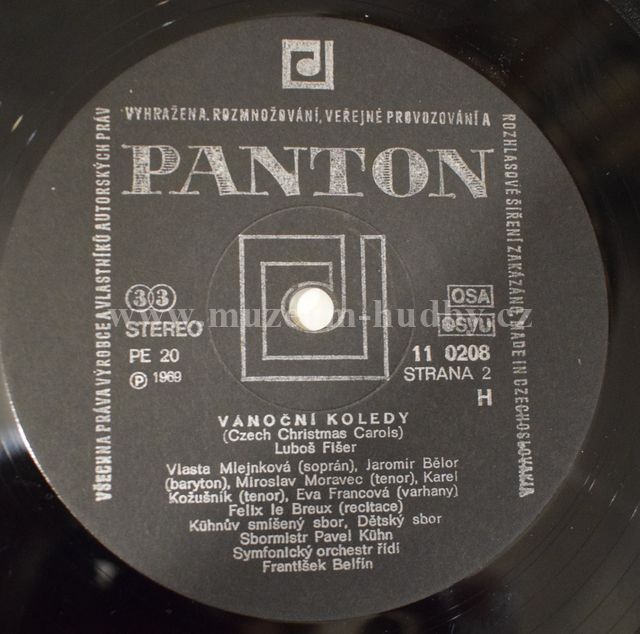 VYHRAŽENA. ROZMNOŽOVÁNÍ, VEŘEJNÉ PROVOZOVÁNÍ A
VŠECHNA PRÁVA VÝROBCE A VLASTNÍKŮ AUTORSKÝCH PRÁV
ROZHLASOVÉ ŠÍŘENÍ ZAKÁZÁNO. MADE IN CZECHOSLOVAKIA
PANTON
www.muzeum-hudby.cz
33
STEREO
PE 20
Ⓟ 1969
OSA
OSVU
11 0208
STRANA 2
H
VÁNOČNÍ KOLEDY
(Czech Christmas Carols)
Luboš Fišer
Vlasta Mlejnková (soprán), Jaromír Bělor
(baryton), Miroslav Moravec (tenor), Karel
Kožušník (tenor), Eva Francová (varhany)
Felix le Breux (recitace)
Kühnův smíšený sbor, Dětský sbor
Sbormistr Pavel Kühn
Symfonický orchestr řídí
František Belfín